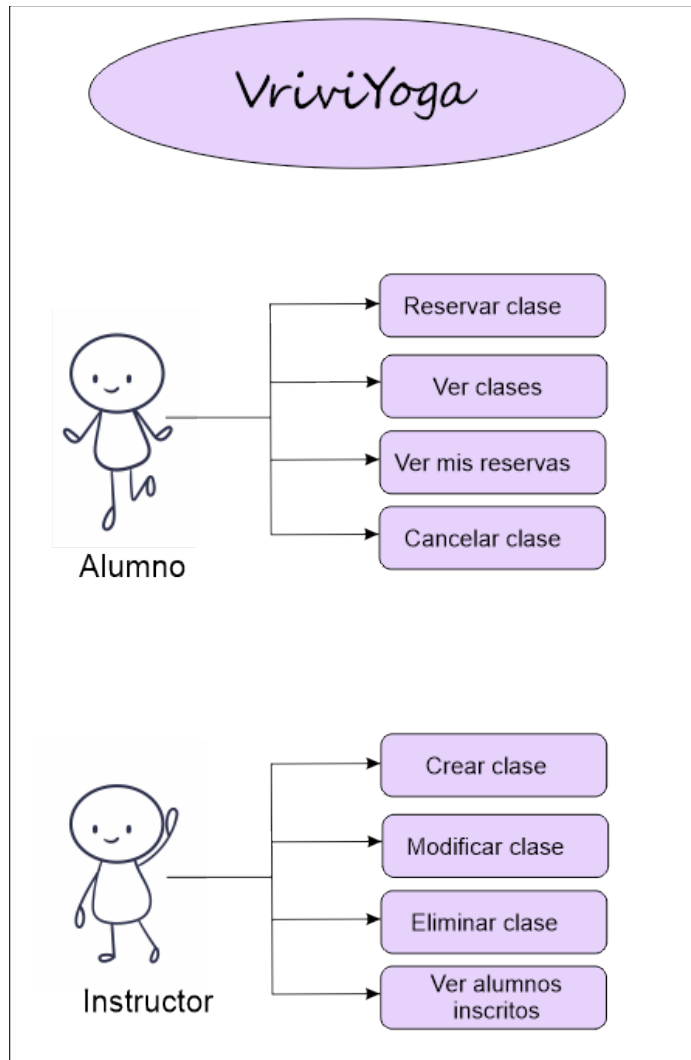 VriviYoga
Reservar clase
Ver clases
Ver mis reservas
Cancelar clase
Alumno
Crear clase
Modificar clase
Eliminar clase
Ver alumnos
inscritos
Instructor